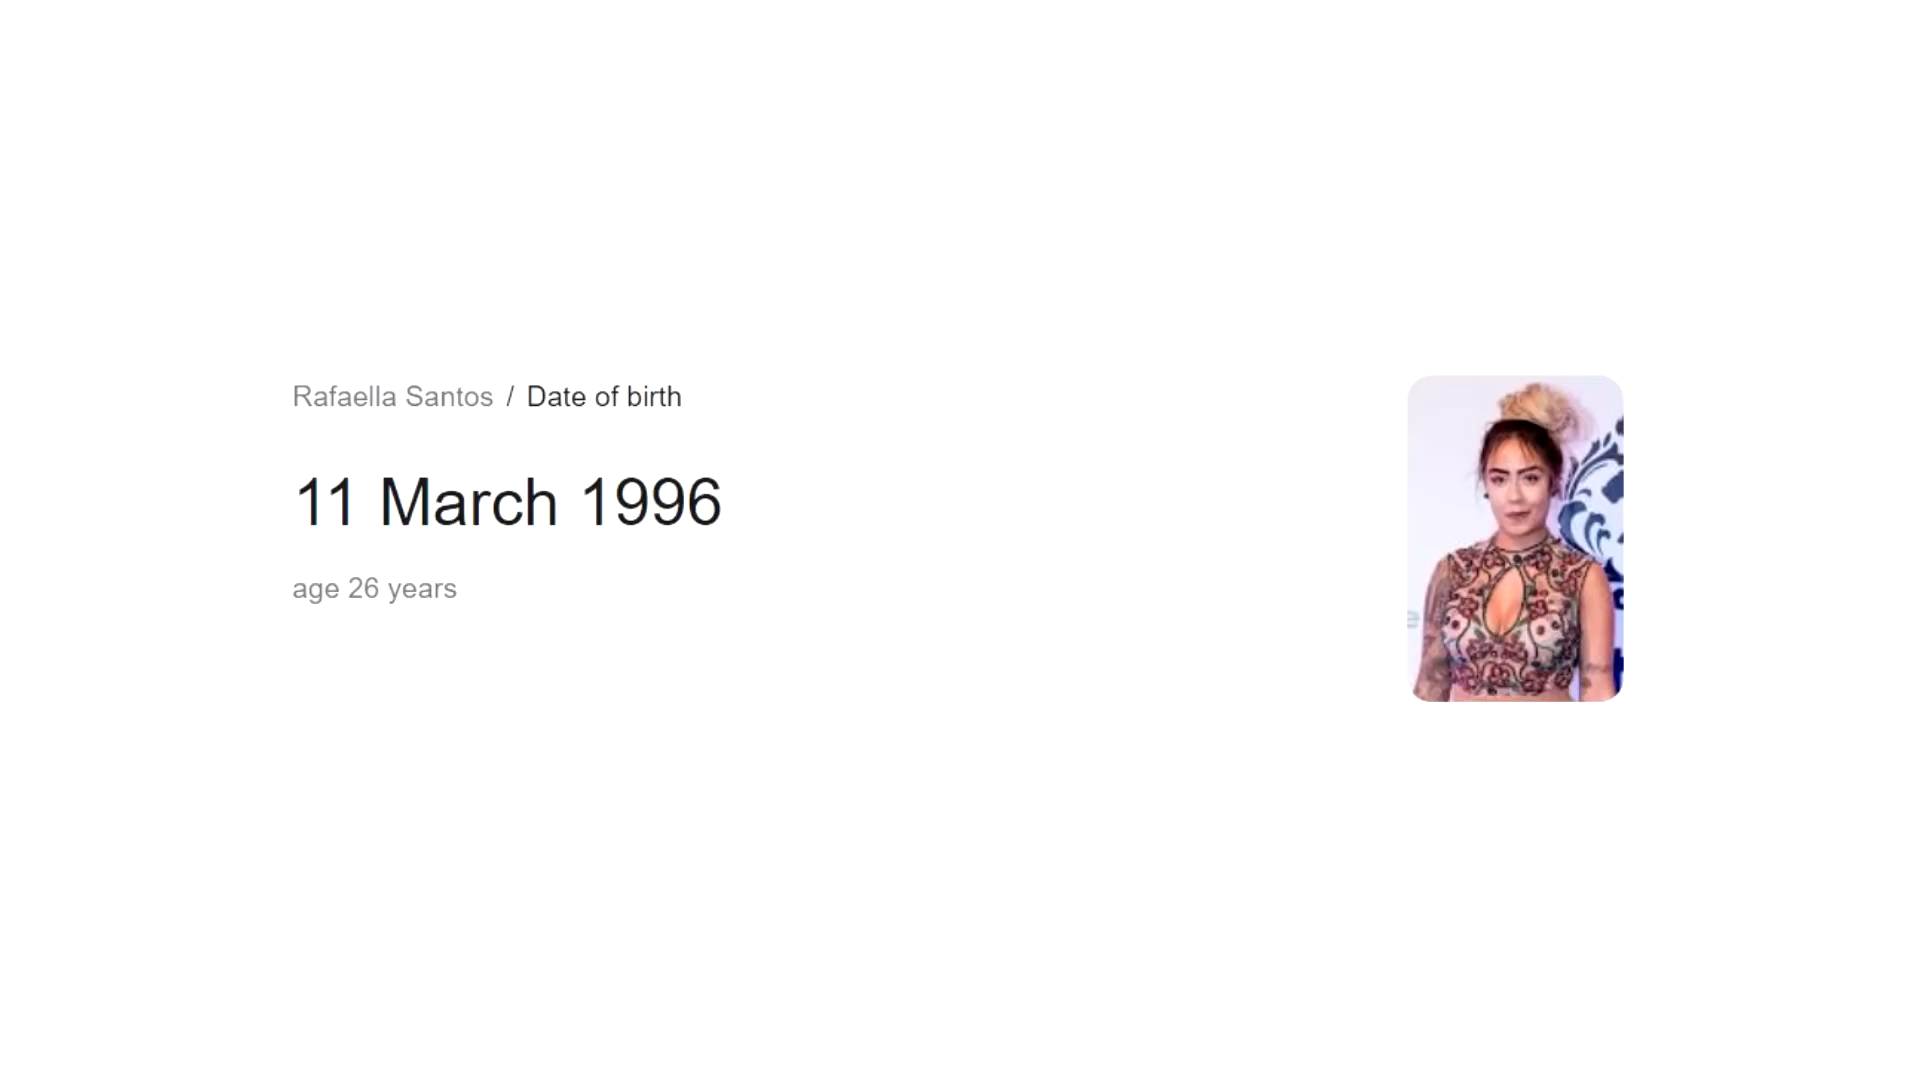 Rafaella Santos / Date of birth
11 March 1996
age 26 years